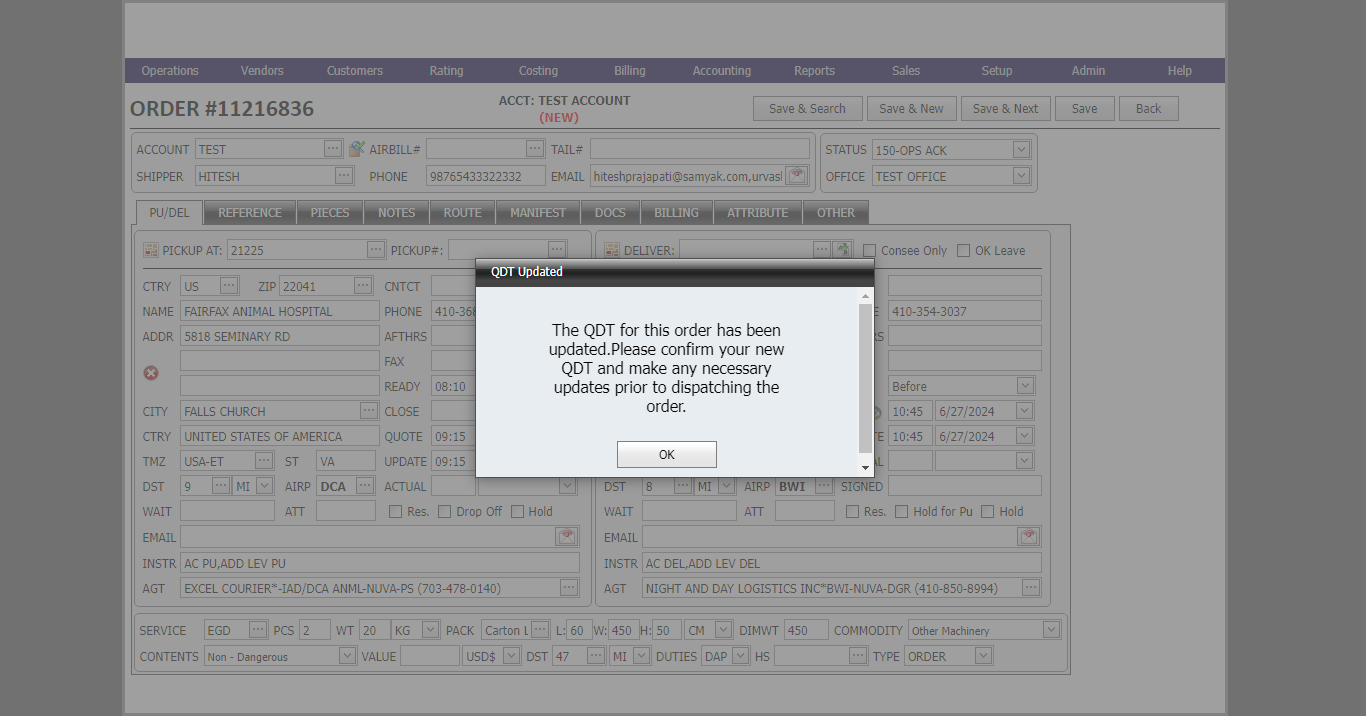 Operations Vendors Customers Rating Costing Billing Accounting Reports Sales Setup Admin Help
ORDER #11216836 ACCT: TEST ACCOUNT Save & Search Save & New Save & Next Save Back
(NEW)
ACCOUNT TEST AIRBILL# TAIL# STATUS 150-OPS ACK
SHIPPER HITESH PHONE 98765433322332 EMAIL hiteshprajapati@samyak.com,urvasl OFFICE TEST OFFICE
PU/DEL REFERENCE PIECES NOTES ROUTE MANIFEST DOCS BILLING ATTRIBUTE OTHER
PICKUP AT: 21225 PICKUP#: DELIVER: Consee Only OK Leave
QDT Updated
The QDT for this order has been
updated.Please confirm your new
QDT and make any necessary
updates prior to dispatching the
order.
OK
CTRY US ZIP 22041 CNTCT
NAME FAIRFAX ANIMAL HOSPITAL PHONE 410-368 410-354-3037
ADDR 5818 SEMINARY RD AFTHRS
FAX
READY 08:10 Before
CITY FALLS CHURCH CLOSE 10:45 6/27/2024
CTRY UNITED STATES OF AMERICA QUOTE 09:15 10:45 6/27/2024
TMZ USA-ET ST VA UPDATE 09:15
DST 9 MI AIRP DCA ACTUAL DST 8 MI AIRP BWI SIGNED
WAIT ATT Res. Drop Off Hold WAIT ATT Res. Hold for Pu Hold
EMAIL EMAIL
INSTR AC PU,ADD LEV PU INSTR AC DEL,ADD LEV DEL
AGT EXCEL COURIER*-IAD/DCA ANML-NUVA-PS (703-478-0140) AGT NIGHT AND DAY LOGISTICS INC*BWI-NUVA-DGR (410-850-8994)
SERVICE EGD PCS 2 WT 20 KG PACK Carton L L: 60 W: 450 H: 50 CM DIMWT 450 COMMODITY Other Machinery
CONTENTS Non - Dangerous VALUE USD$ DST 47 MI DUTIES DAP HS TYPE ORDER